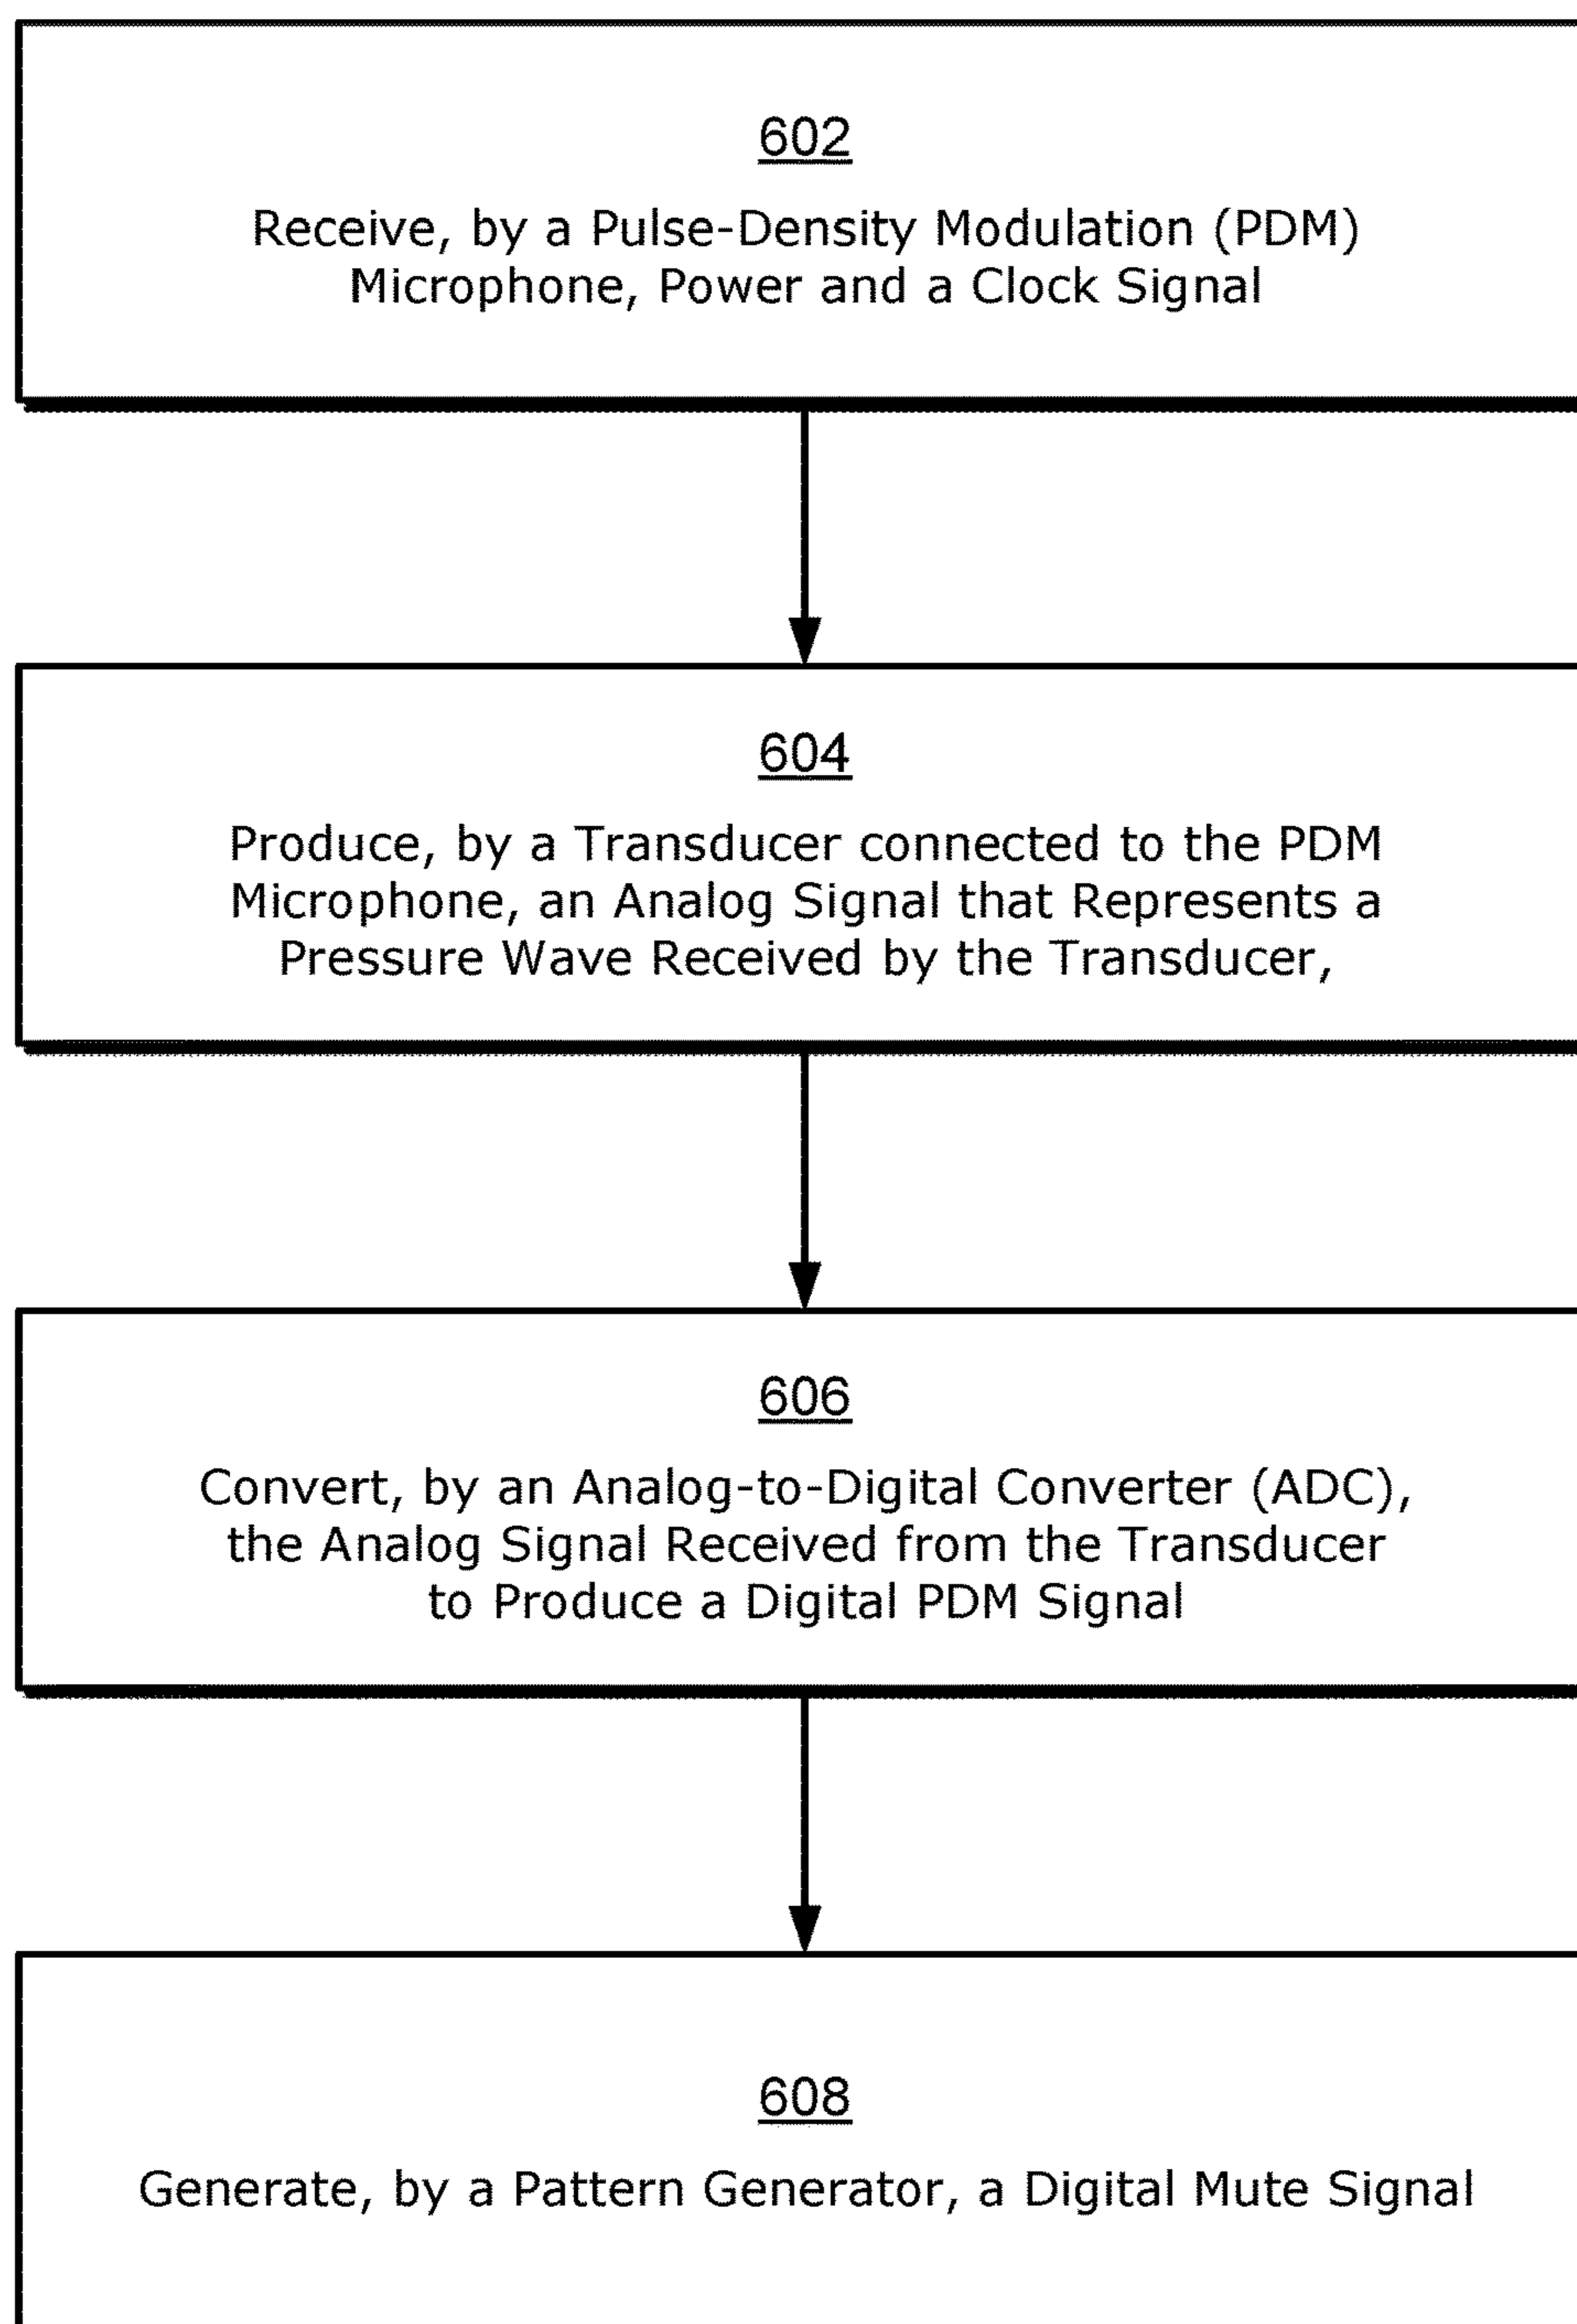 602
Receive, by a Pulse-Density Modulation (PDM)
Microphone, Power and a Clock Signal
604
Produce, by a Transducer connected to the PDM
Microphone, an Analog Signal that Represents a
Pressure Wave Received by the Transducer,
606
Convert, by an Analog-to-Digital Converter (ADC),
the Analog Signal Received from the Transducer
to Produce a Digital PDM Signal
608
Generate, by a Pattern Generator, a Digital Mute Signal